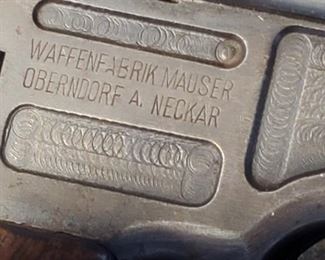 WAFFENFABRIK MAUSER
OBERNDORF A. NECKAR